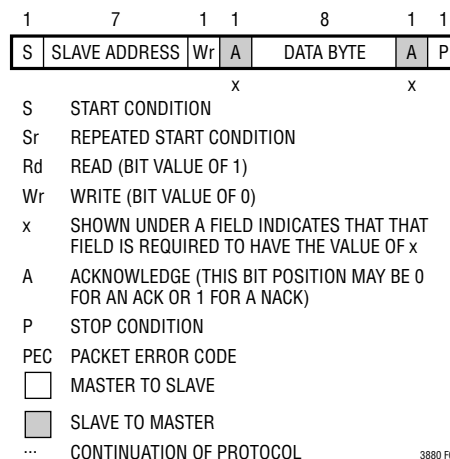 1 7 1 1 8 1 1
S SLAVE ADDRESS Wr A DATA BYTE A P
x x
S START CONDITION
Sr REPEATED START CONDITION
Rd READ (BIT VALUE OF 1)
Wr WRITE (BIT VALUE OF 0)
x SHOWN UNDER A FIELD INDICATES THAT THAT
FIELD IS REQUIRED TO HAVE THE VALUE OF x
A ACKNOWLEDGE (THIS BIT POSITION MAY BE 0
FOR AN ACK OR 1 FOR A NACK)
P STOP CONDITION
PEC PACKET ERROR CODE
MASTER TO SLAVE
SLAVE TO MASTER
... CONTINUATION OF PROTOCOL 3880